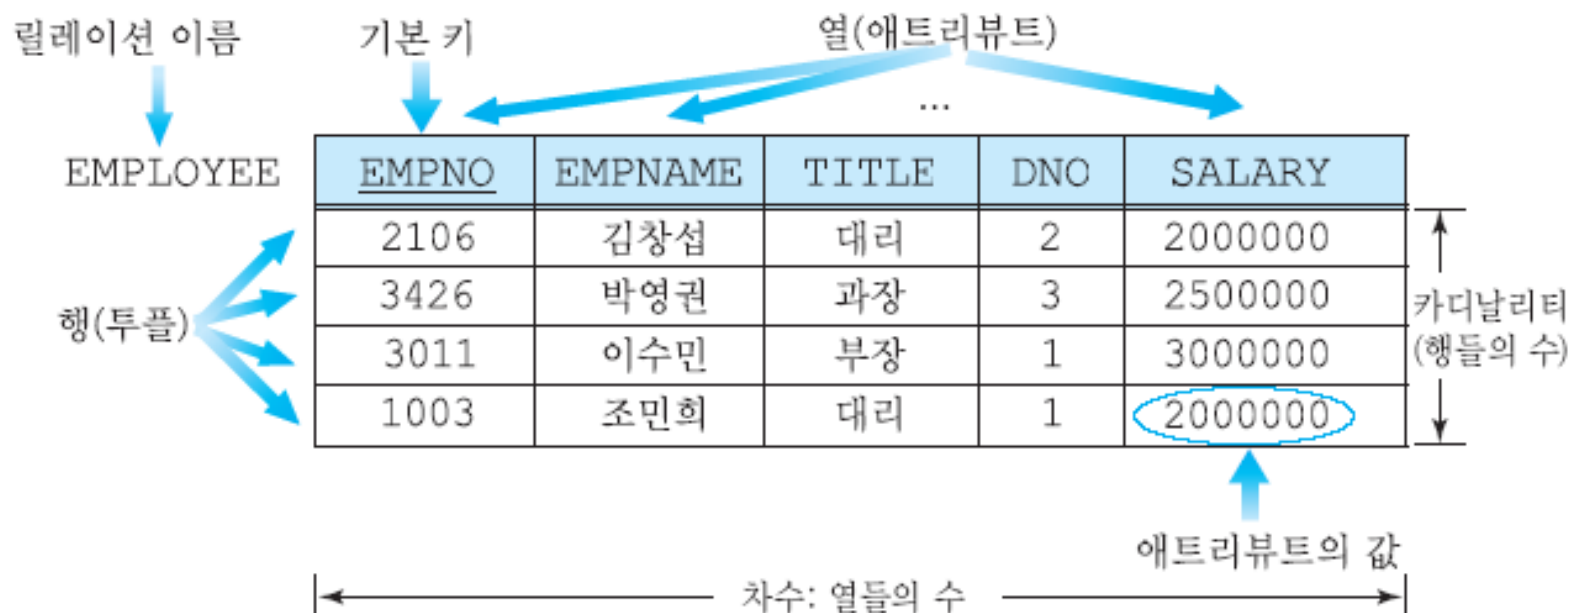 릴레이션 이름
기본 키
열(애트리뷰트)
...
EMPLOYEE
EMPNO EMPNAME TITLE DNO SALARY
2106 김창섭 대리 2 2000000
3426 박영권 과장 3 2500000
3011 이수민 부장 1 3000000
1003 조민희 대리 1 2000000
행(투플)
카디날리티
(행들의 수)
애트리뷰트의 값
차수: 열들의 수